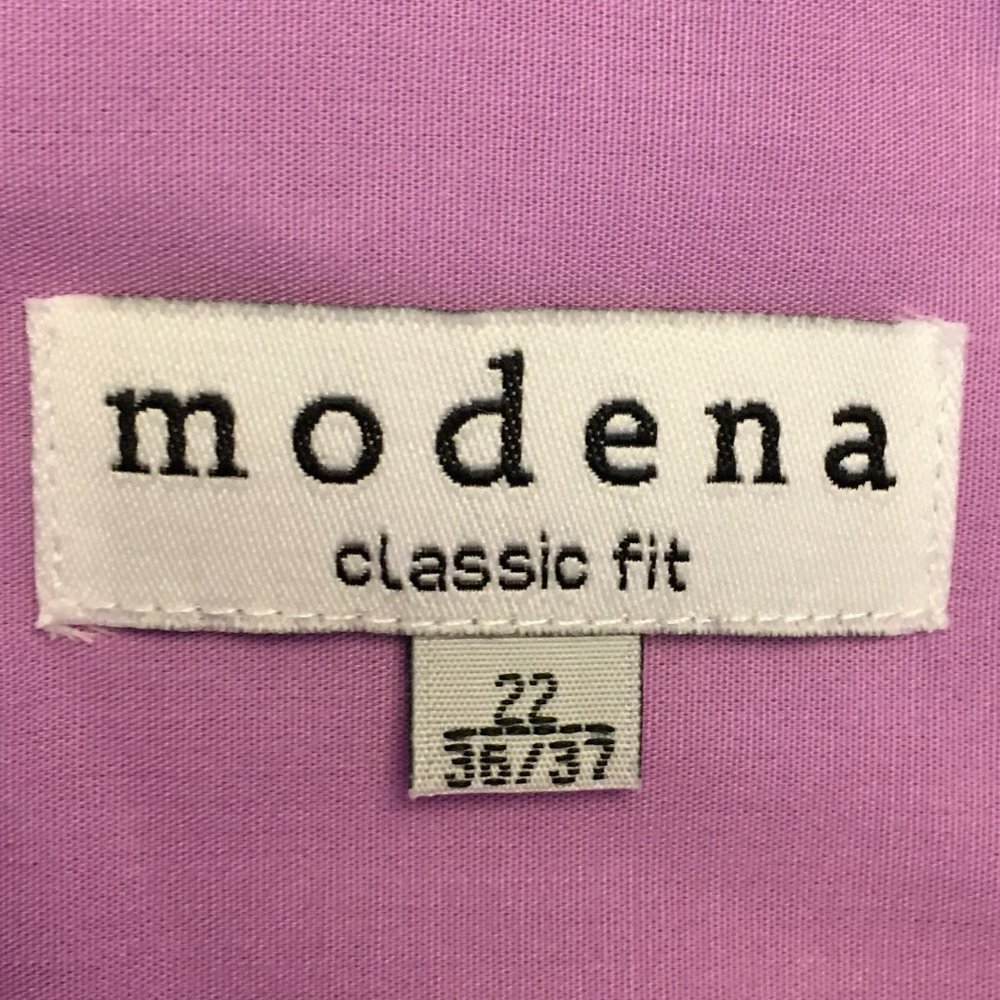 modena
classic fit
22
36/37